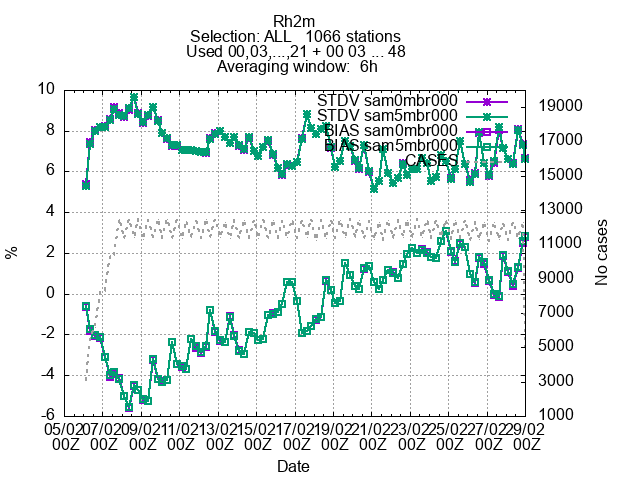 Rh2m
Selection: ALL   1066 stations
Used 00,03,...,21 + 00 03 ... 48
Averaging window:  6h
STDV sam0mbr000
STDV sam5mbr000
BIAS sam0mbr000
BIAS sam5mbr000
CASES
10
8
6
4
2
0
-2
-4
-6
%
19000
17000
15000
13000
11000
9000
7000
5000
3000
1000
No cases
05/02 07/02 09/02 11/02 13/02 15/02 17/02 19/02 21/02 23/02 25/02 27/02 29/02
00Z 00Z 00Z 00Z 00Z 00Z 00Z 00Z 00Z 00Z 00Z 00Z 00Z
Date